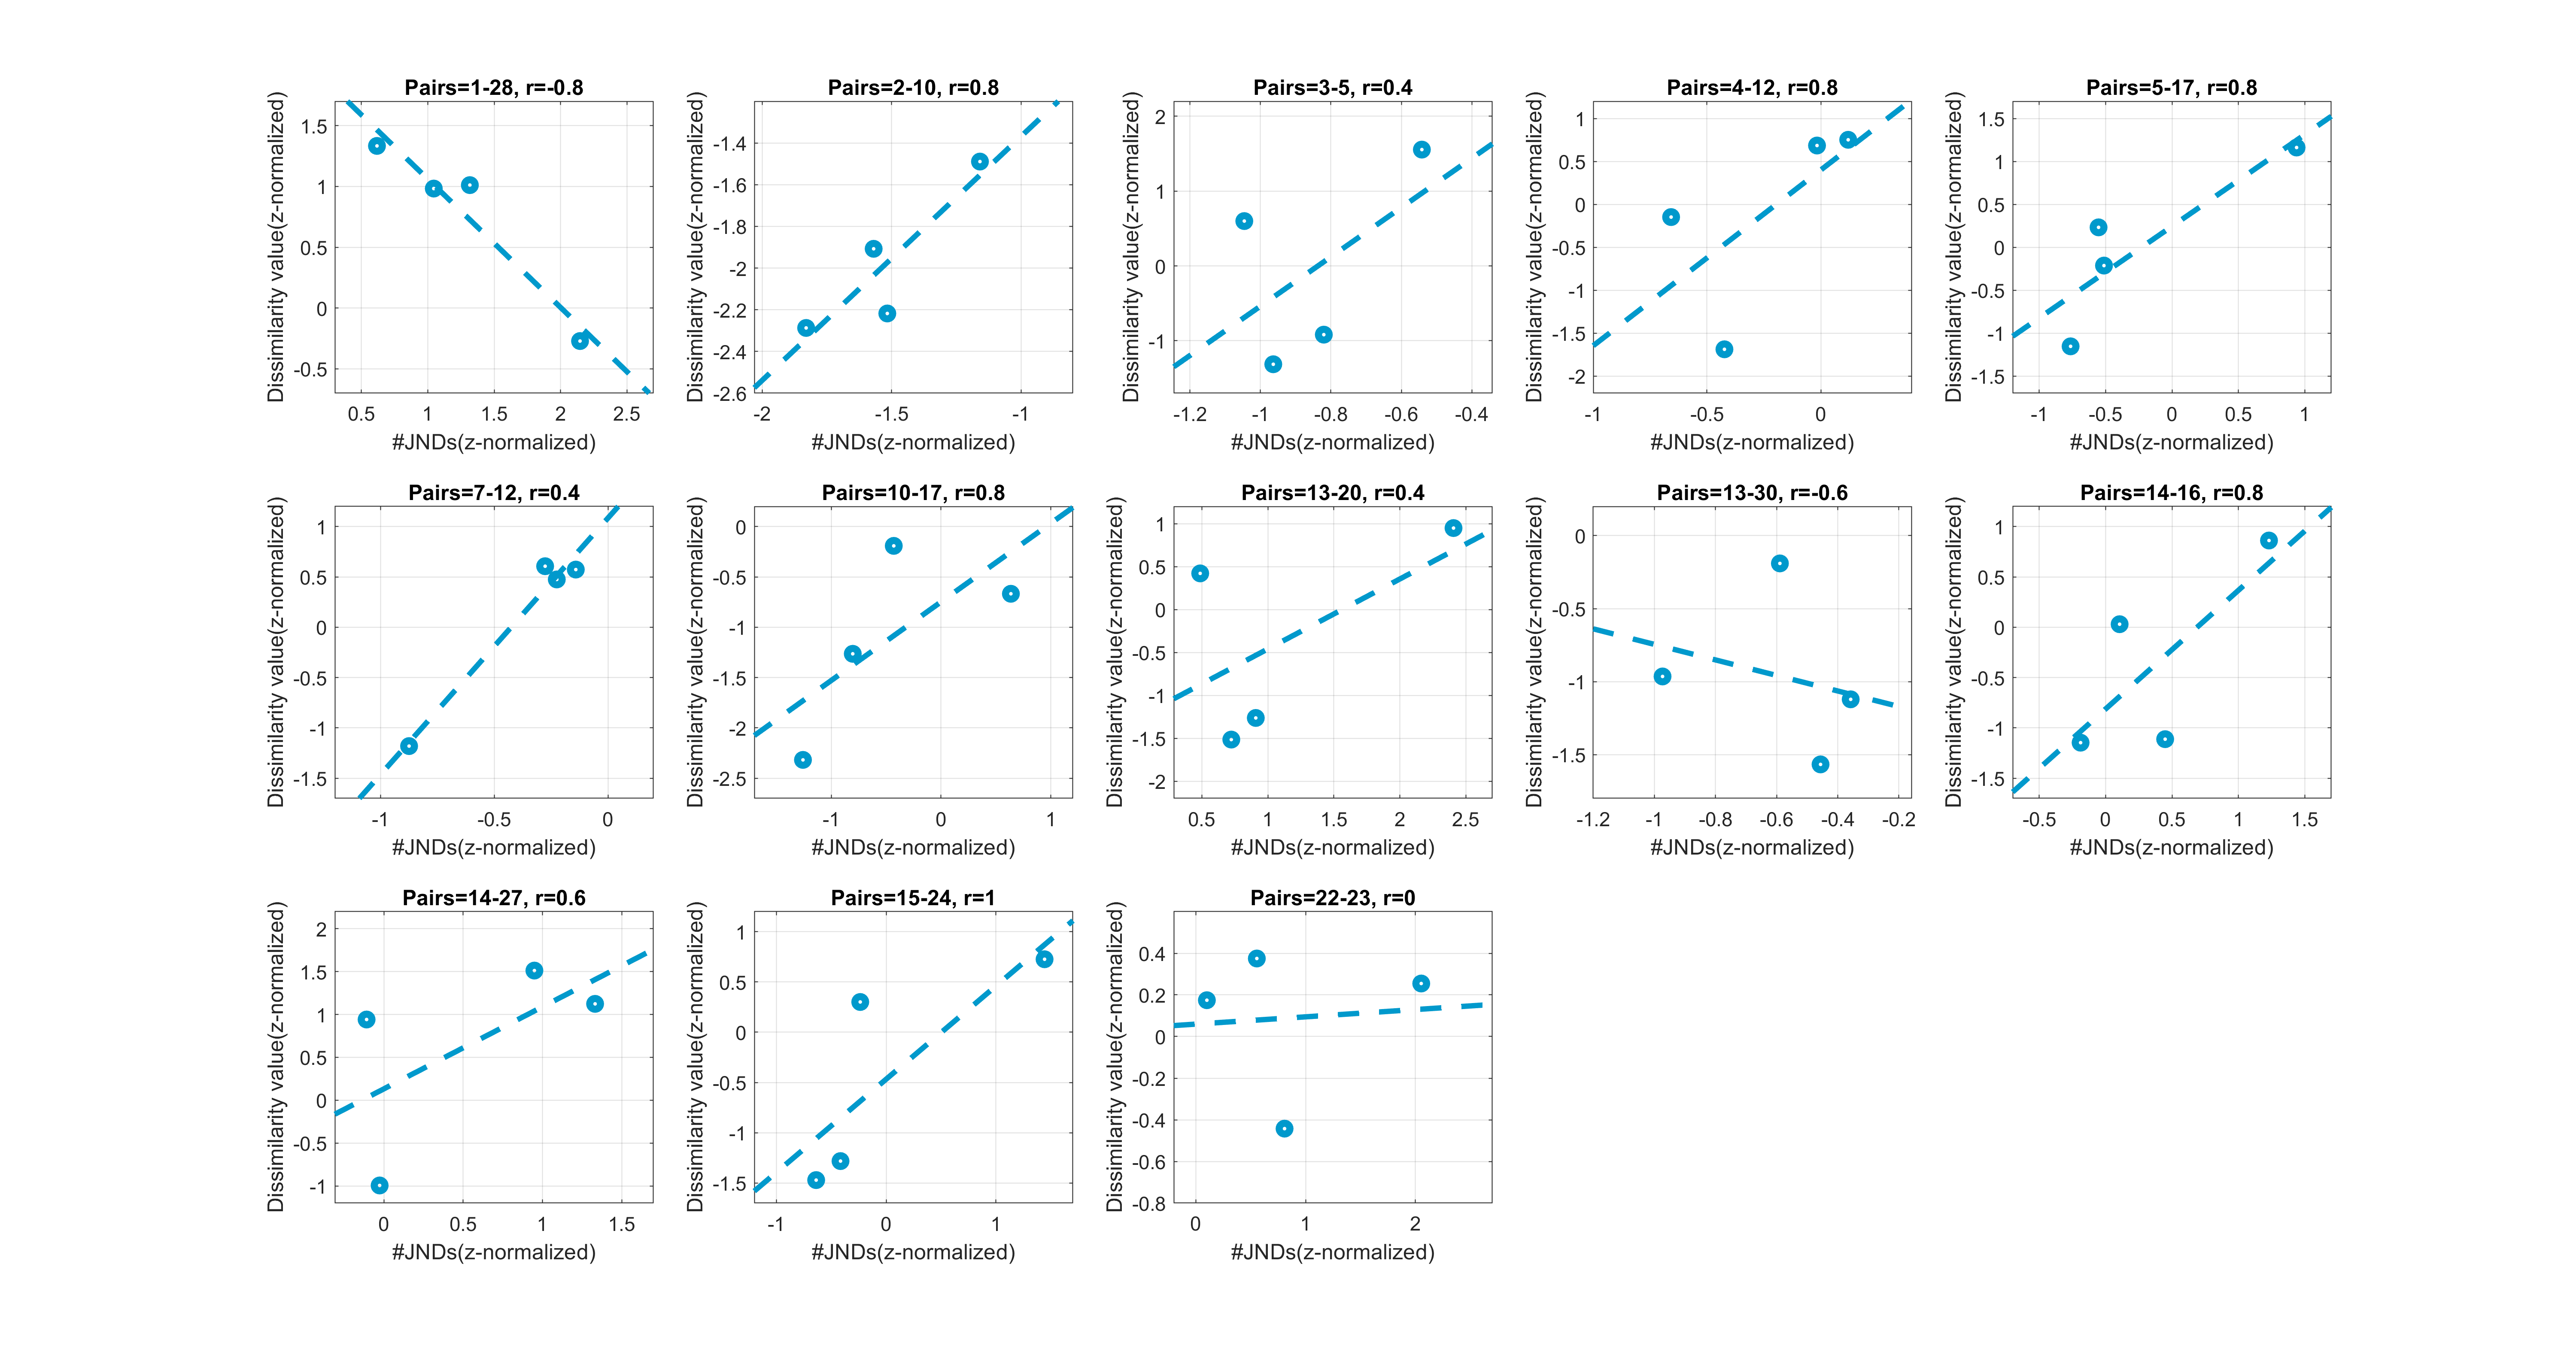 Pairs=1-28, r=-0.8
Dissimilarity value(z-normalized)
1.5
1
0.5
0
-0.5
0.5 1 1.5 2 2.5
#JNDs(z-normalized)
Pairs=2-10, r=0.8
Dissimilarity value(z-normalized)
-1.4
-1.6
-1.8
-2
-2.2
-2.4
-2.6
-2 -1.5 -1
#JNDs(z-normalized)
Pairs=3-5, r=0.4
Dissimilarity value(z-normalized)
2
1
0
-1
-1.2 -1 -0.8 -0.6 -0.4
#JNDs(z-normalized)
Pairs=4-12, r=0.8
Dissimilarity value(z-normalized)
1
0.5
0
-0.5
-1
-1.5
-2
-1 -0.5 0
#JNDs(z-normalized)
Pairs=5-17, r=0.8
Dissimilarity value(z-normalized)
1.5
1
0.5
0
-0.5
-1
-1.5
-1 -0.5 0 0.5 1
#JNDs(z-normalized)
Pairs=7-12, r=0.4
Dissimilarity value(z-normalized)
1
0.5
0
-0.5
-1
-1.5
-1 -0.5 0
#JNDs(z-normalized)
Pairs=10-17, r=0.8
Dissimilarity value(z-normalized)
0
-0.5
-1
-1.5
-2
-2.5
-1 0 1
#JNDs(z-normalized)
Pairs=13-20, r=0.4
Dissimilarity value(z-normalized)
1
0.5
0
-0.5
-1
-1.5
-2
0.5 1 1.5 2 2.5
#JNDs(z-normalized)
Pairs=13-30, r=-0.6
Dissimilarity value(z-normalized)
0
-0.5
-1
-1.5
-1.2 -1 -0.8 -0.6 -0.4 -0.2
#JNDs(z-normalized)
Pairs=14-16, r=0.8
Dissimilarity value(z-normalized)
1
0.5
0
-0.5
-1
-1.5
-0.5 0 0.5 1 1.5
#JNDs(z-normalized)
Pairs=14-27, r=0.6
Dissimilarity value(z-normalized)
2
1.5
1
0.5
0
-0.5
-1
0 0.5 1 1.5
#JNDs(z-normalized)
Pairs=15-24, r=1
Dissimilarity value(z-normalized)
1
0.5
0
-0.5
-1
-1.5
-1 0 1
#JNDs(z-normalized)
Pairs=22-23, r=0
Dissimilarity value(z-normalized)
0.4
0.2
0
-0.2
-0.4
-0.6
-0.8
0 1 2
#JNDs(z-normalized)